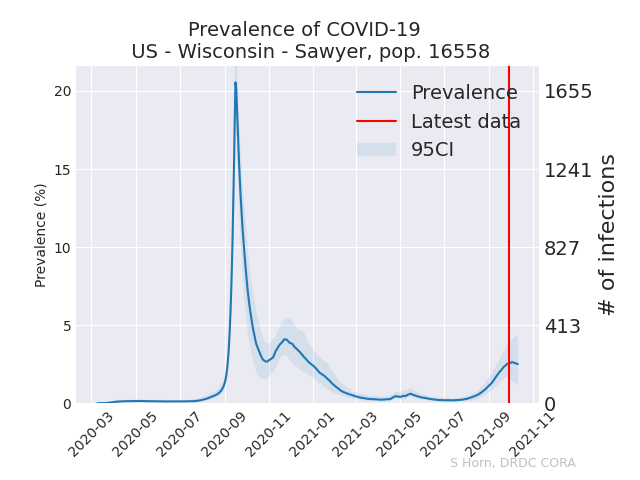 Prevalence of COVID-19
US - Wisconsin - Sawyer, pop. 16558
Prevalence
Latest data
95CI
Prevalence (%)
20
15
10
5
0
1655
1241
827
413
0
# of infections
2020-03
2020-05
2020-07
2020-09
2020-11
2021-01
2021-03
2021-05
2021-07
2021-09
2021-11
S Horn, DRDC CORA